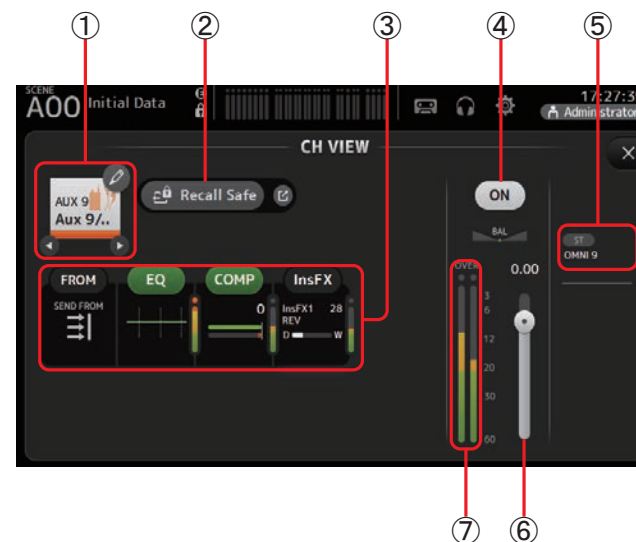 ① ② ③ ④ ⑤
SCENE
A00 Initial Data 17:27:3
Administrator
CH VIEW
AUX 9
Aux 9/..
Recall Safe
ON
BAL
ST
OMNI 9
OVER 0.00
FROM EQ COMP InsFX
SEND FROM
0
InsFX1 28
REV
D W
3
6
12
20
30
60
⑦ ⑥